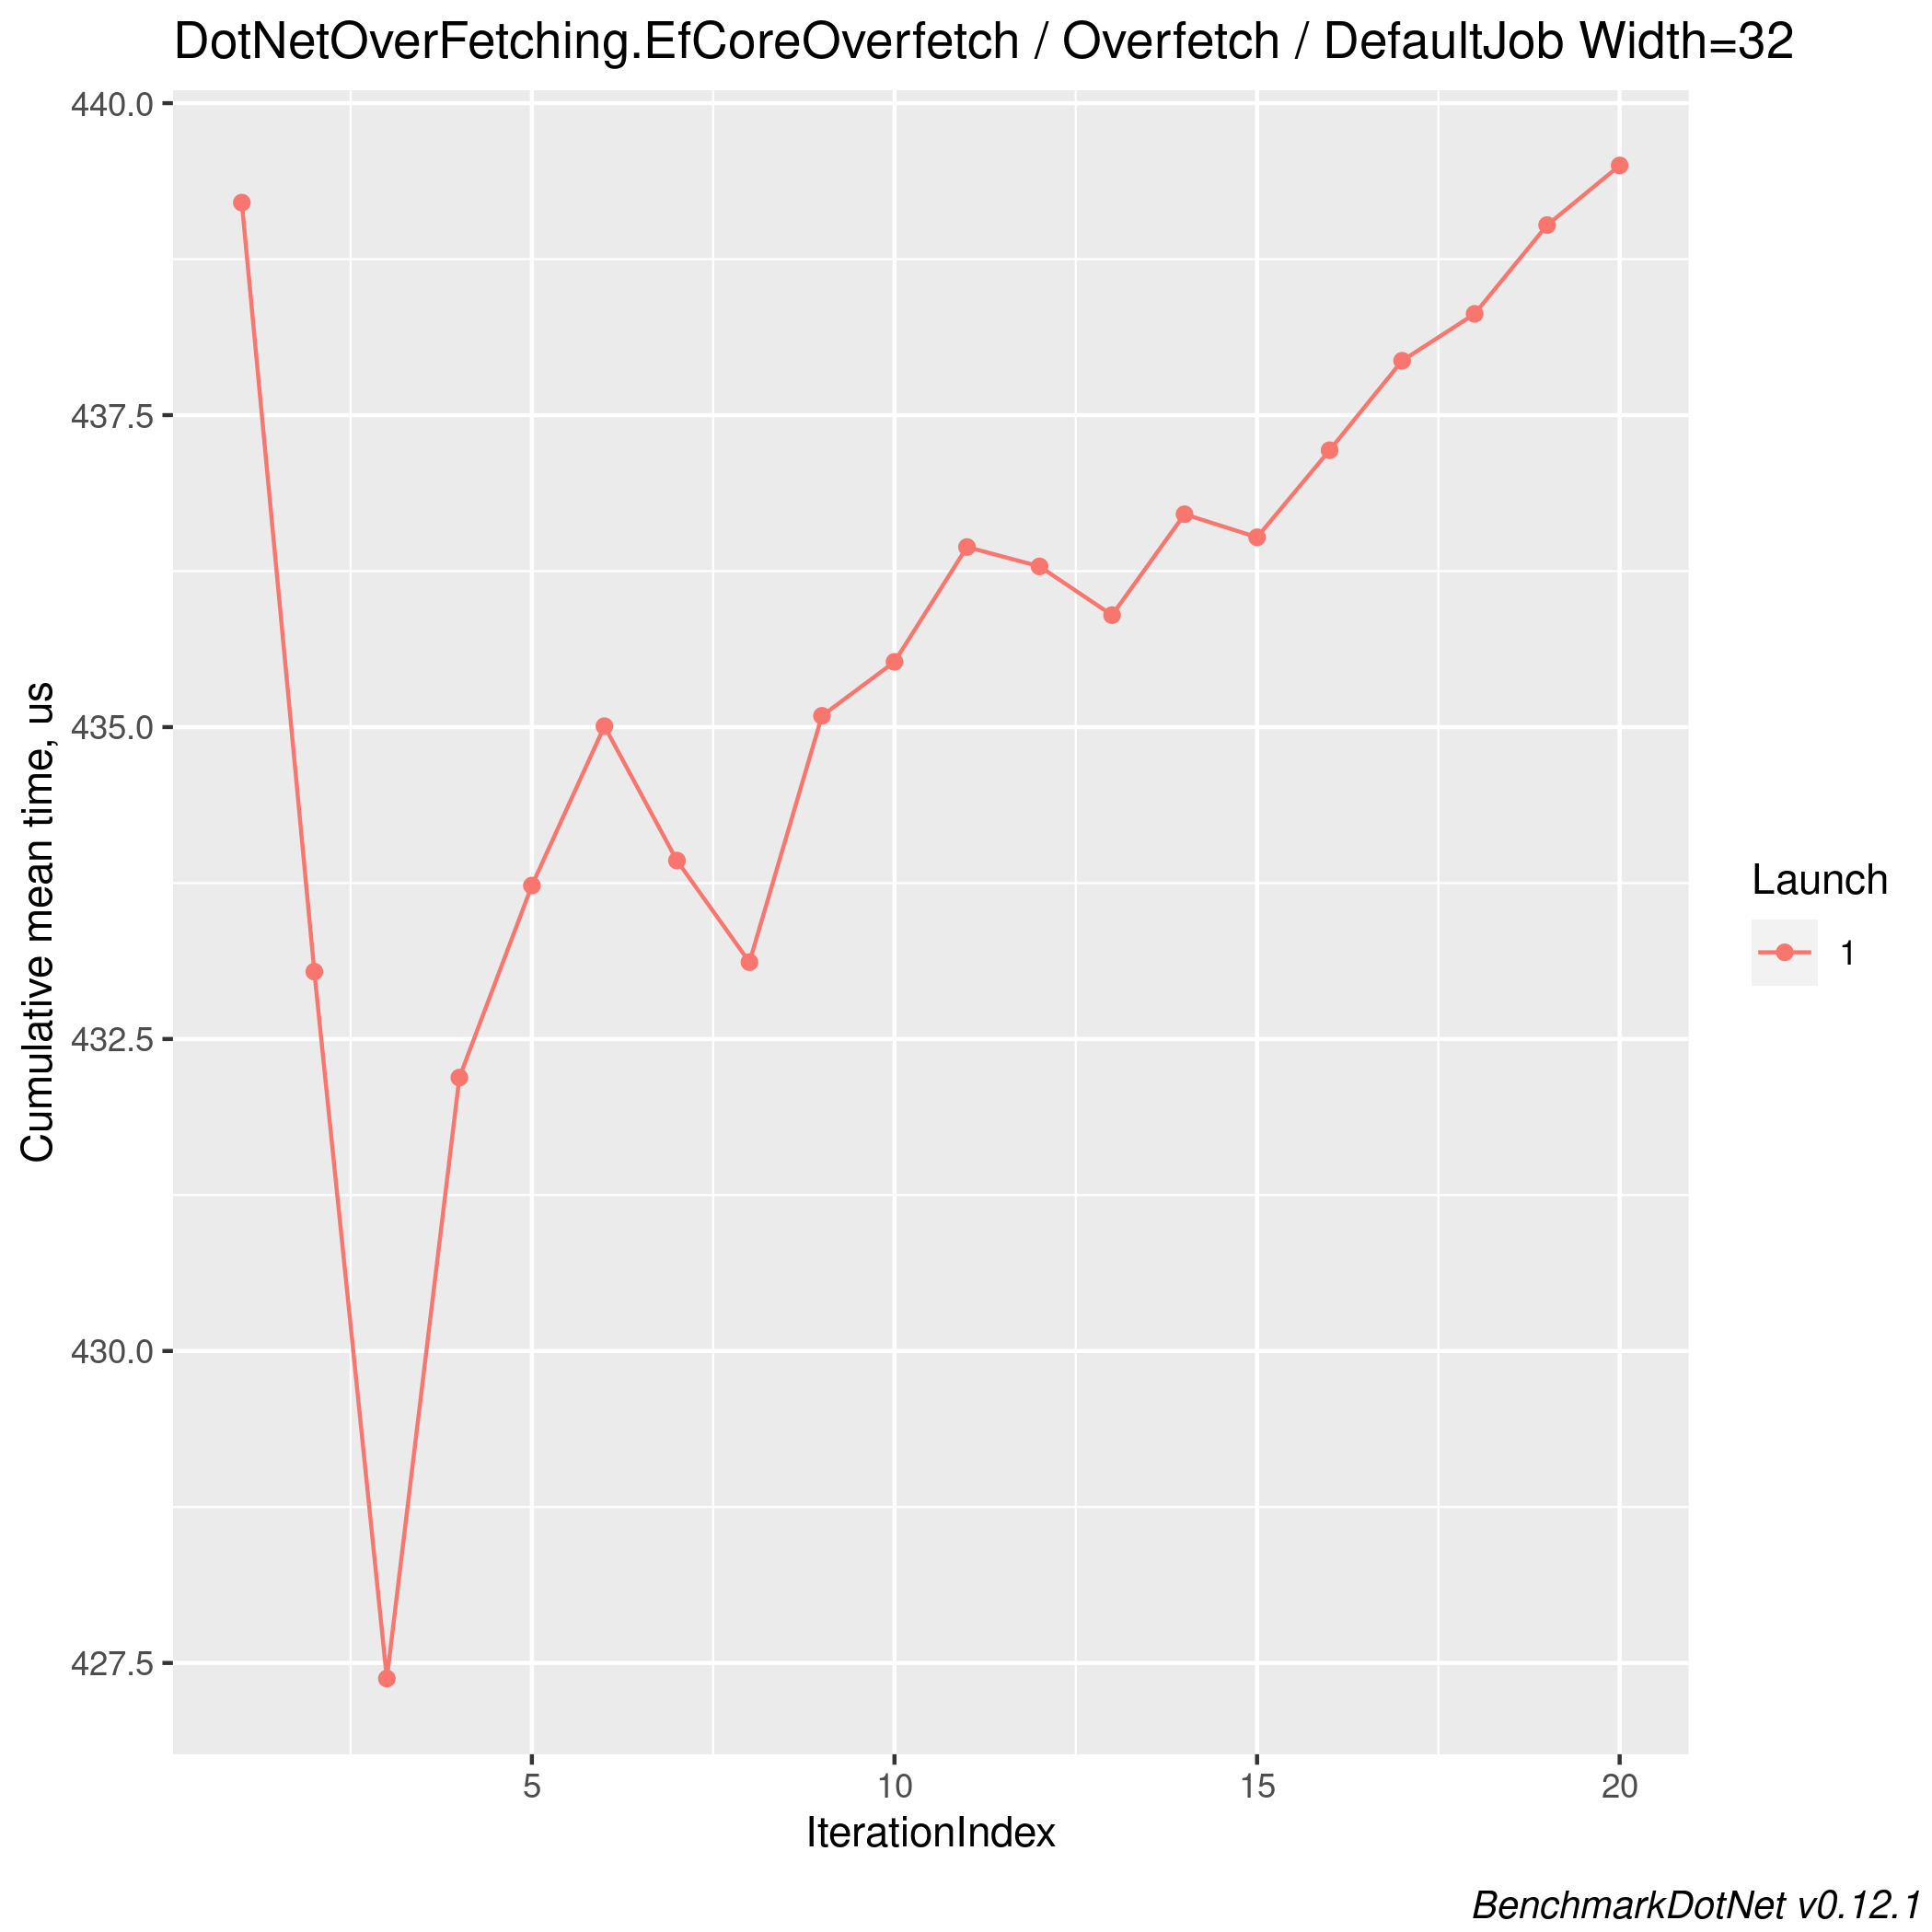 DotNetOverFetching.EfCoreOverfetch / Overfetch / DefaultJob Width=32
Cumulative mean time, us
440.0
437.5
435.0
432.5
430.0
427.5
5 10 15 20
IterationIndex
Launch
1
BenchmarkDotNet v0.12.1